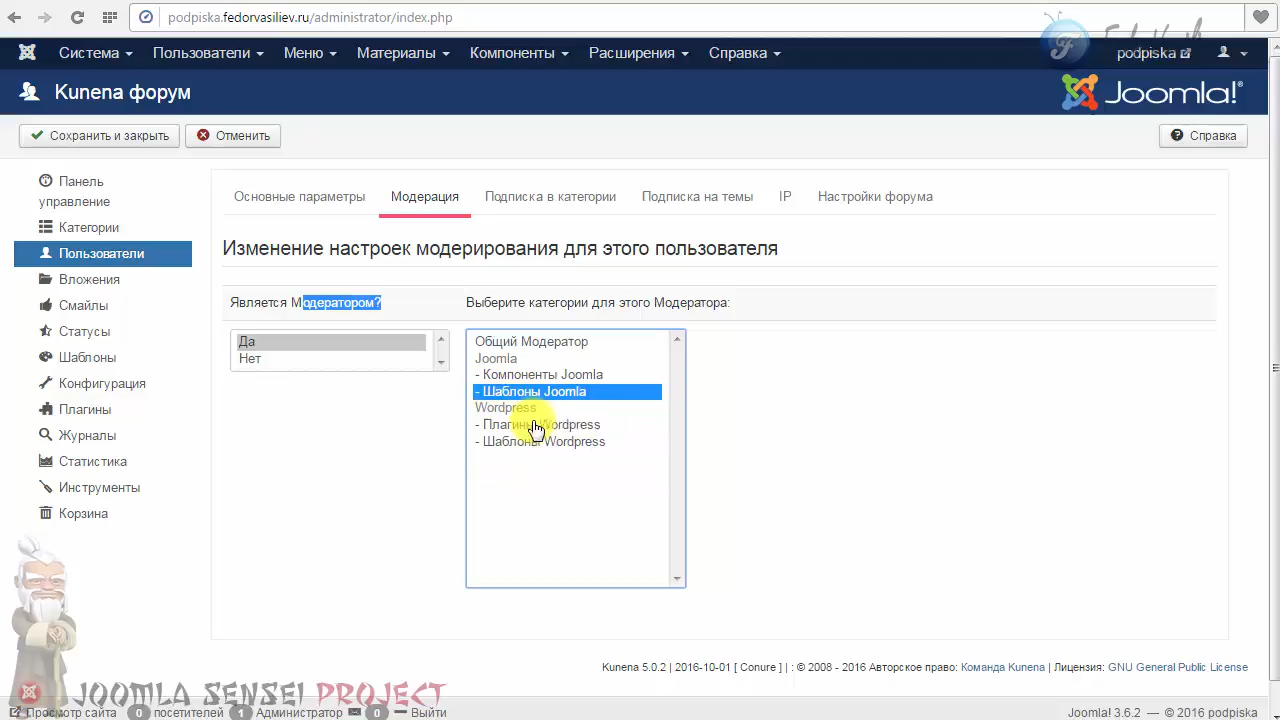 podpiska.fedorvasiliev.ru/administrator/index.php
Система Пользователи Меню Материалы Компоненты Расширения Справка podpiska
Kunena форум
Joomla!®
Сохранить и закрыть Отменить Справка
Панель управление
Категории
Пользователи
Вложения
Смайлы
Статусы
Шаблоны
Конфигурация
Плагины
Журналы
Статистика
Инструменты
Корзина
Основные параметры Модерация Подписка в категории Подписка на темы IP Настройки форума
Изменение настроек модерирования для этого пользователя
Является Модератором? Выберите категории для этого Модератора:
Да
Нет
Общий Модератор
Joomla
- Компоненты Joomla
- Шаблоны Joomla
Wordpress
- Плагины Wordpress
- Шаблоны Wordpress
Kunena 5.0.2 | 2016-10-01 [ Conure ] | : © 2008 - 2016 Авторское право: Команда Kunena | Лицензия: GNU General Public License
JOOMLA SENSEI PROJECT
Просмотр сайта 0 посетителей 1 Администратор 0 Выйти Joomla! 3.6.2 — © 2016 podpiska